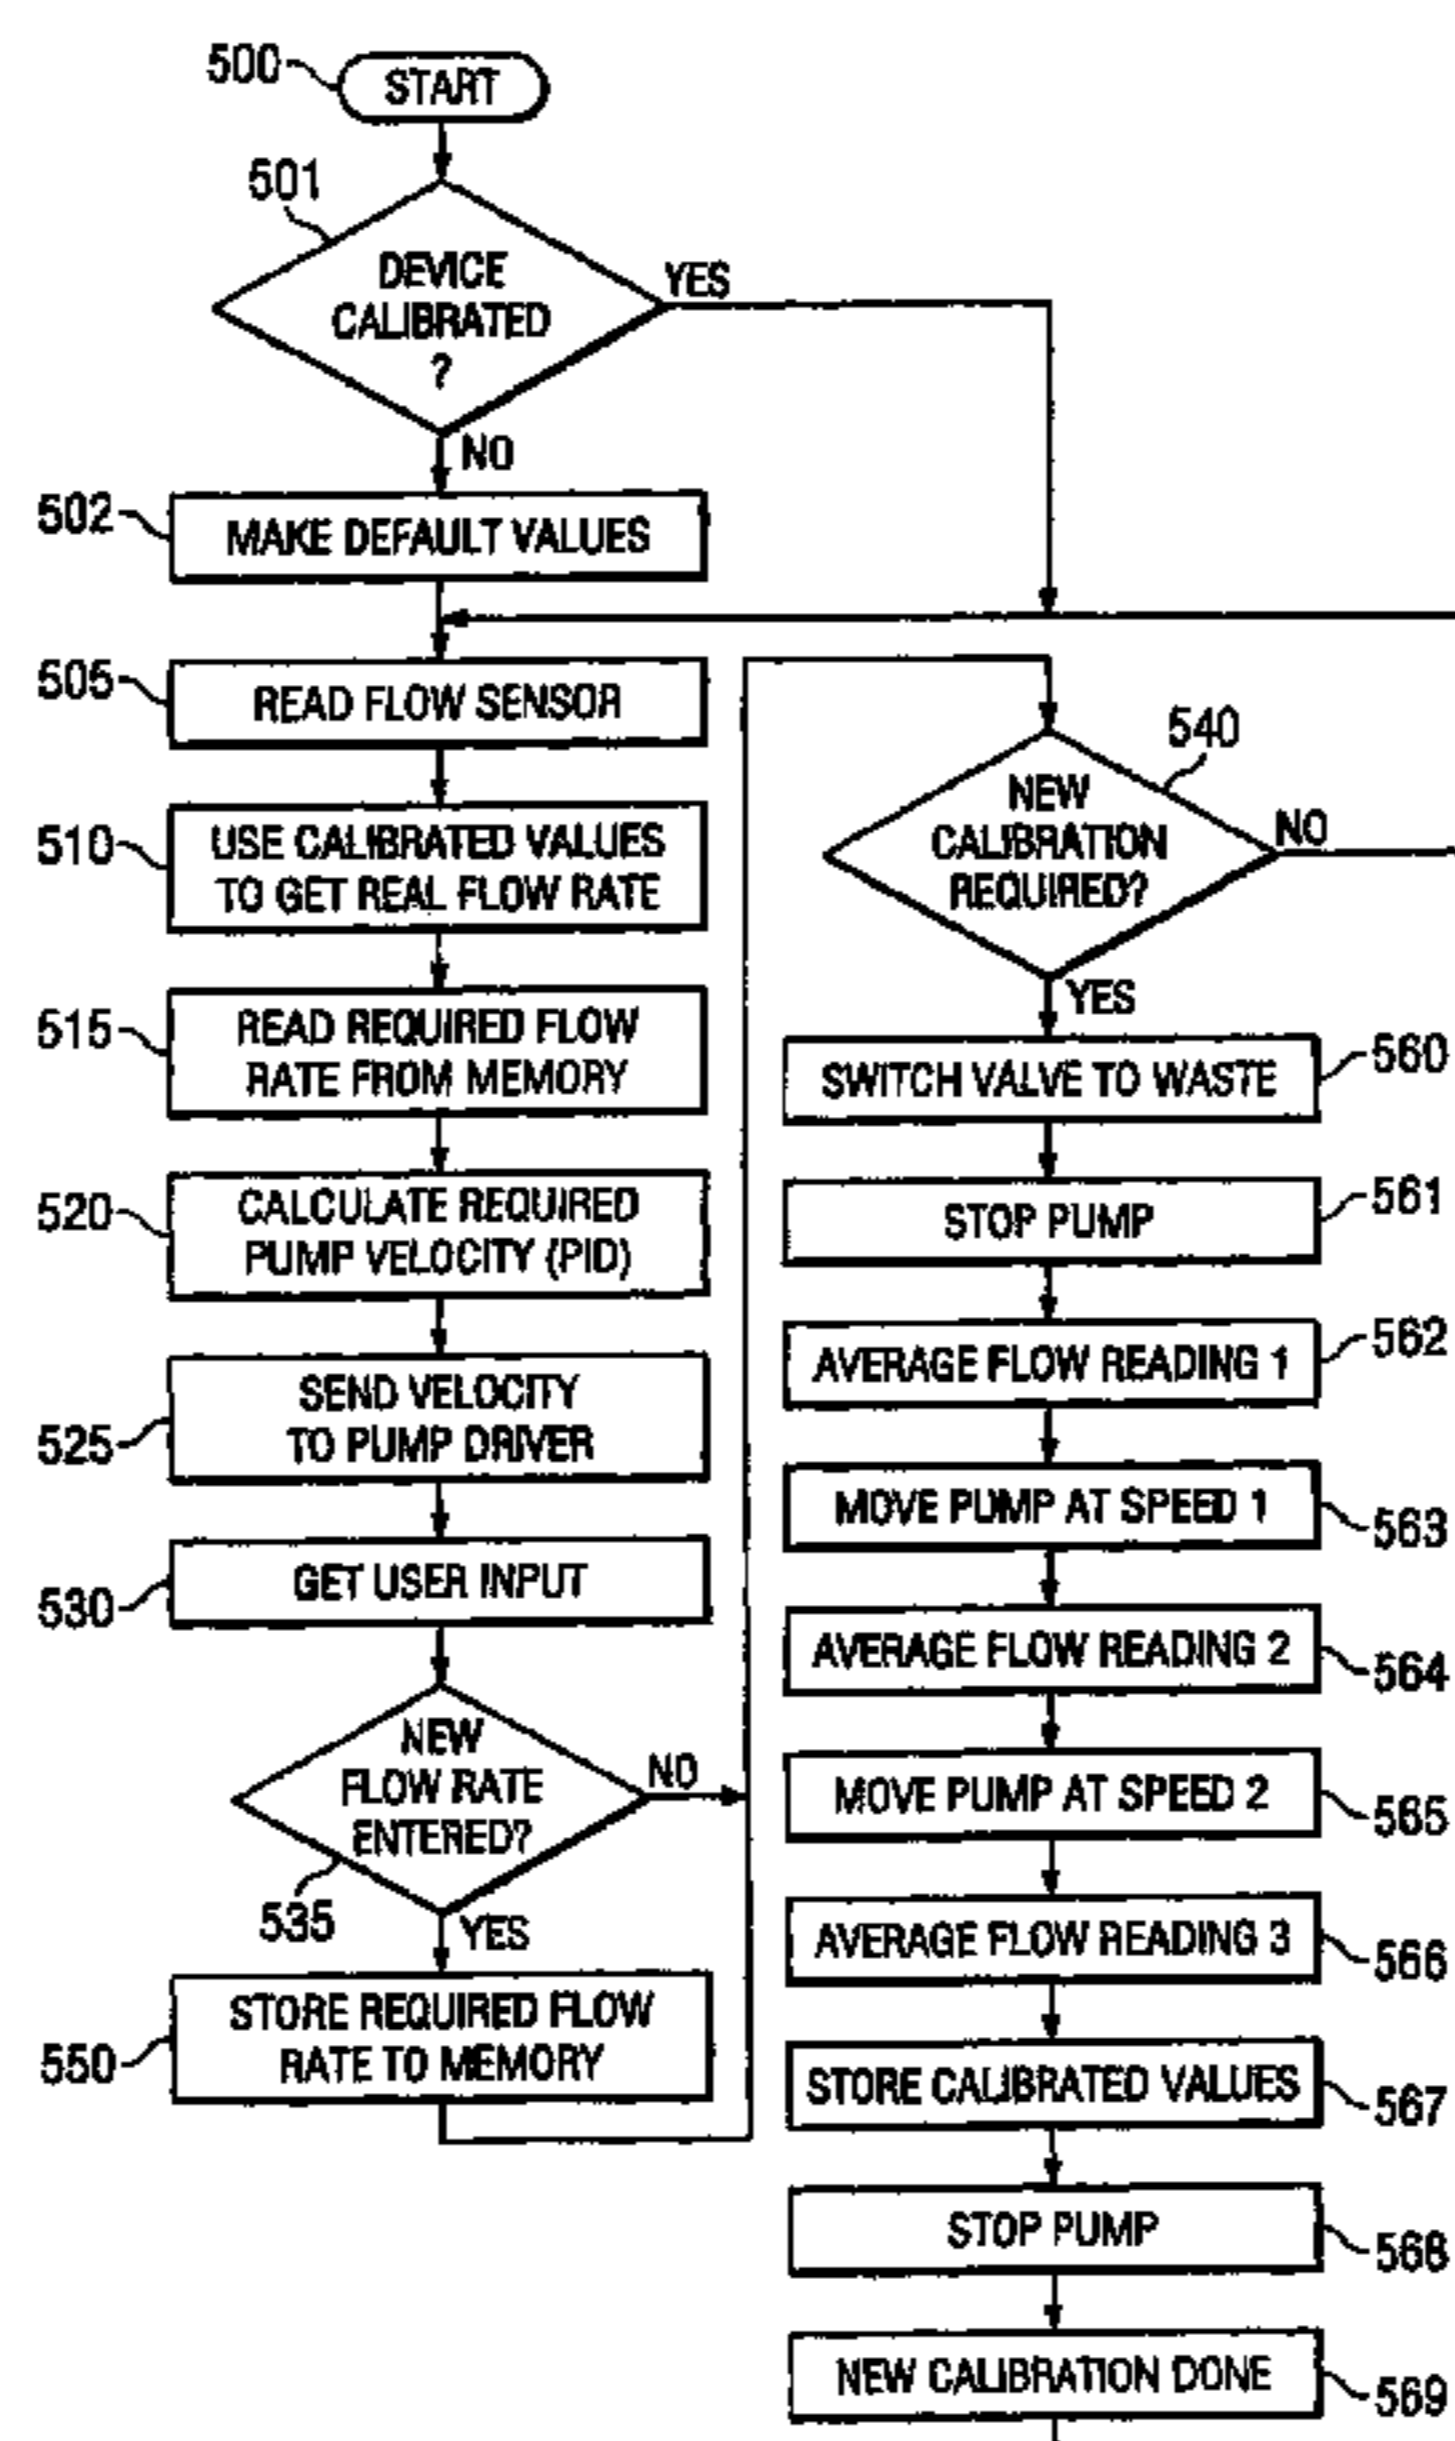 500
START
501
DEVICE
CALIBRATED
?
YES
NO
502
MAKE DEFAULT VALUES
505
READ FLOW SENSOR
510
USE CALIBRATED VALUES
TO GET REAL FLOW RATE
515
READ REQUIRED FLOW
RATE FROM MEMORY
520
CALCULATE REQUIRED
PUMP VELOCITY (PID)
525
SEND VELOCITY
TO PUMP DRIVER
530
GET USER INPUT
NEW
FLOW RATE
ENTERED?
NO
535
YES
550
STORE REQUIRED FLOW
RATE TO MEMORY
540
NEW
CALIBRATION
REQUIRED?
NO
YES
SWITCH VALVE TO WASTE
560
STOP PUMP
561
AVERAGE FLOW READING 1
562
MOVE PUMP AT SPEED 1
563
AVERAGE FLOW READING 2
564
MOVE PUMP AT SPEED 2
565
AVERAGE FLOW READING 3
566
STORE CALIBRATED VALUES
567
STOP PUMP
568
NEW CALIBRATION DONE
569